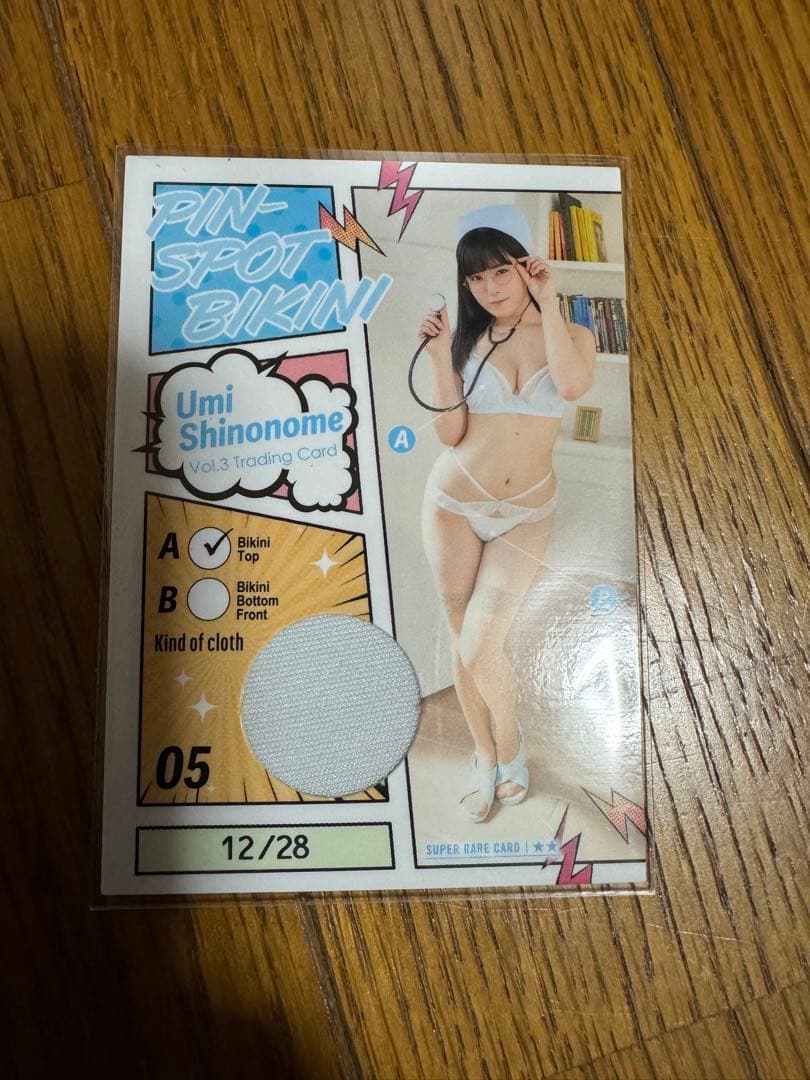 PIN-
SPOT
BIKINI
Umi
Shinonome
Vol.3 Trading Card
A
A Bikini
Top
B Bikini
Bottom
Front
B
Kind of cloth
05
12/28
SUPER RARE CARD | ★★